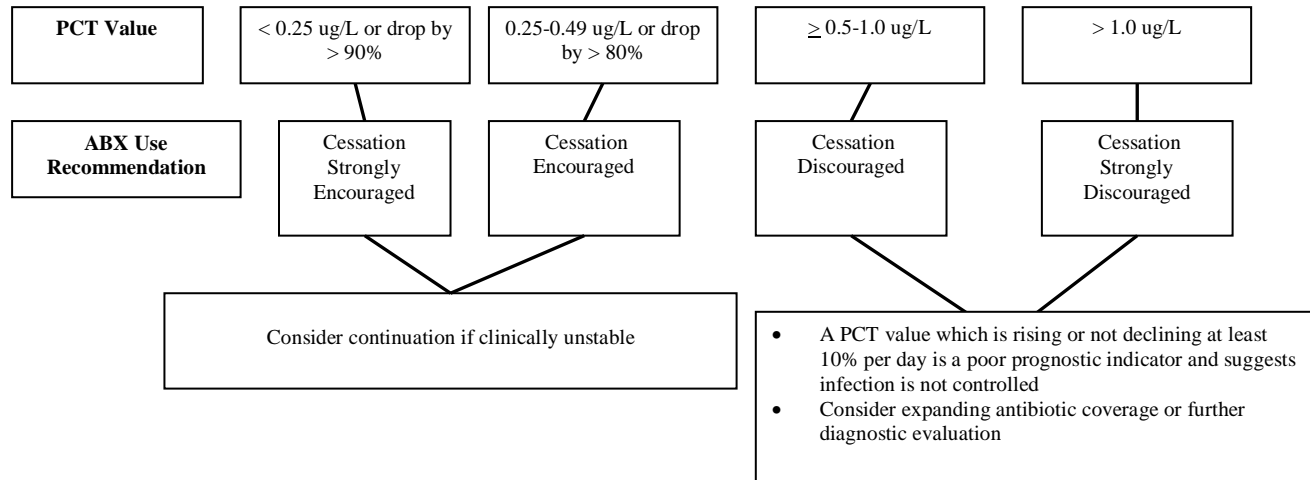 PCT Value
< 0.25 ug/L or drop by
> 90%
0.25-0.49 ug/L or drop
by > 80%
≥ 0.5-1.0 ug/L
> 1.0 ug/L
ABX Use
Recommendation
Cessation
Strongly
Encouraged
Cessation
Encouraged
Cessation
Discouraged
Cessation
Strongly
Discouraged
Consider continuation if clinically unstable
• A PCT value which is rising or not declining at least
10% per day is a poor prognostic indicator and suggests
infection is not controlled
• Consider expanding antibiotic coverage or further
diagnostic evaluation